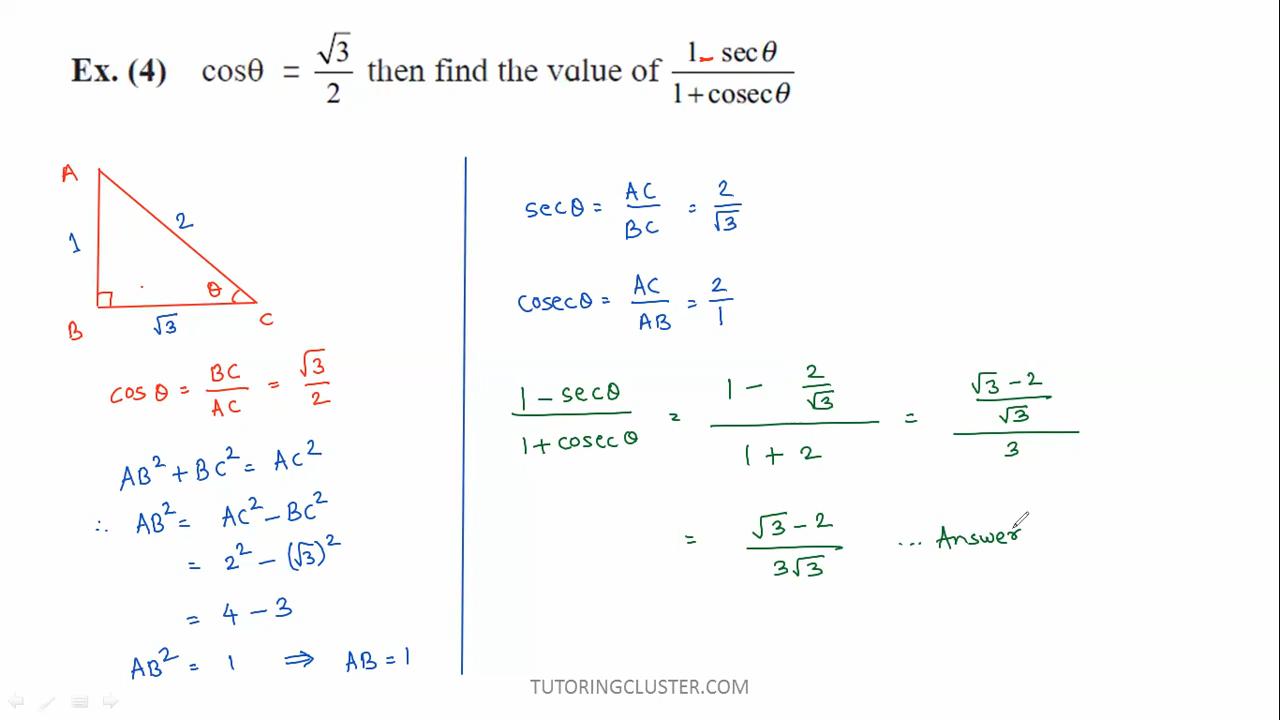 Ex. (4) cosθ = √3/2 then find the value of (1 - secθ)/(1+cosecθ)
A
2
1
θ
B
√3
C
cosθ = BC/AC = √3/2
AB² + BC² = AC²
∴ AB² = AC² - BC²
= 2² - (√3)²
= 4 - 3
AB² = 1 ⇒ AB = 1
secθ = AC/BC = 2/√3
cosecθ = AC/AB = 2/1
(1 - secθ)/(1 + cosecθ) = (1 - 2/√3)/(1 + 2) = ((√3 - 2)/√3)/3
= (√3 - 2)/(3√3) ... Answer
TUTORINGCLUSTER.COM